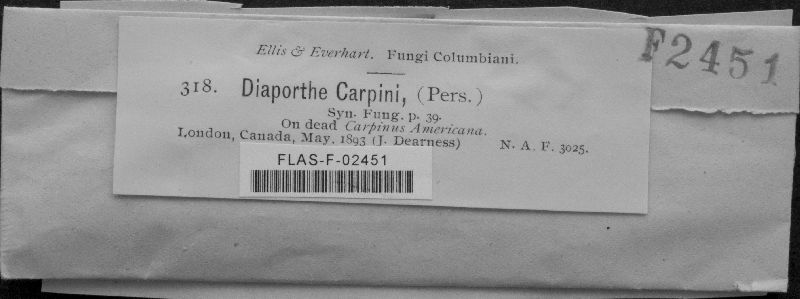 Ellis & Everhart. Fungi Columbiani.
F2451
318. Diaporthe Carpini, (Pers.)
Syn. Fung. p. 39.
On dead Carpinus Americana.
London, Canada, May, 1893 (J. Dearness) N. A. F. 3025.
FLAS-F-02451